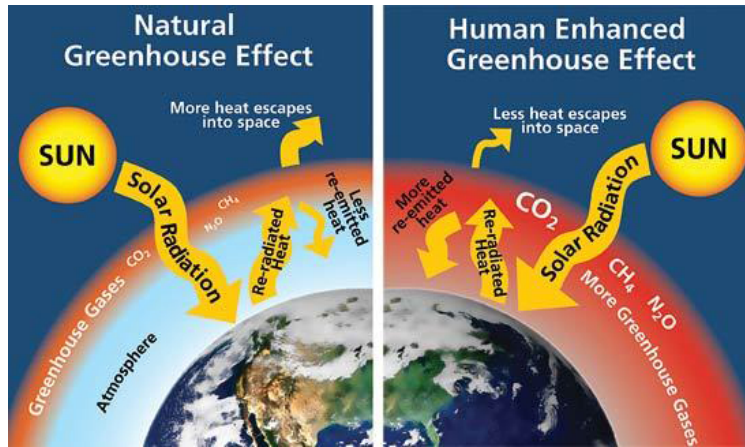 Natural
Greenhouse Effect
More heat escapes
into space
SUN
Solar Radiation
CH₄
N₂O
CO₂
Less
re-emitted
heat
Re-radiated
Heat
Greenhouse Gases
Atmosphere
Human Enhanced
Greenhouse Effect
Less heat escapes
into space
SUN
More
re-emitted
heat
CO₂
Re-radiated
Heat
Solar Radiation
CH₄ N₂O
More Greenhouse Gases